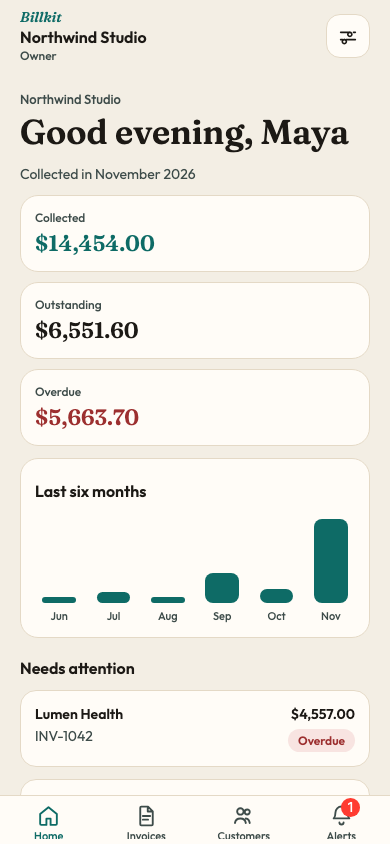 Billkit
Northwind Studio
Owner
Northwind Studio
Good evening, Maya
Collected in November 2026
Collected
$14,454.00
Outstanding
$6,551.60
Overdue
$5,663.70
Last six months
Jun Jul Aug Sep Oct Nov
Needs attention
Lumen Health $4,557.00
INV-1042 Overdue
1
Home Invoices Customers Alerts